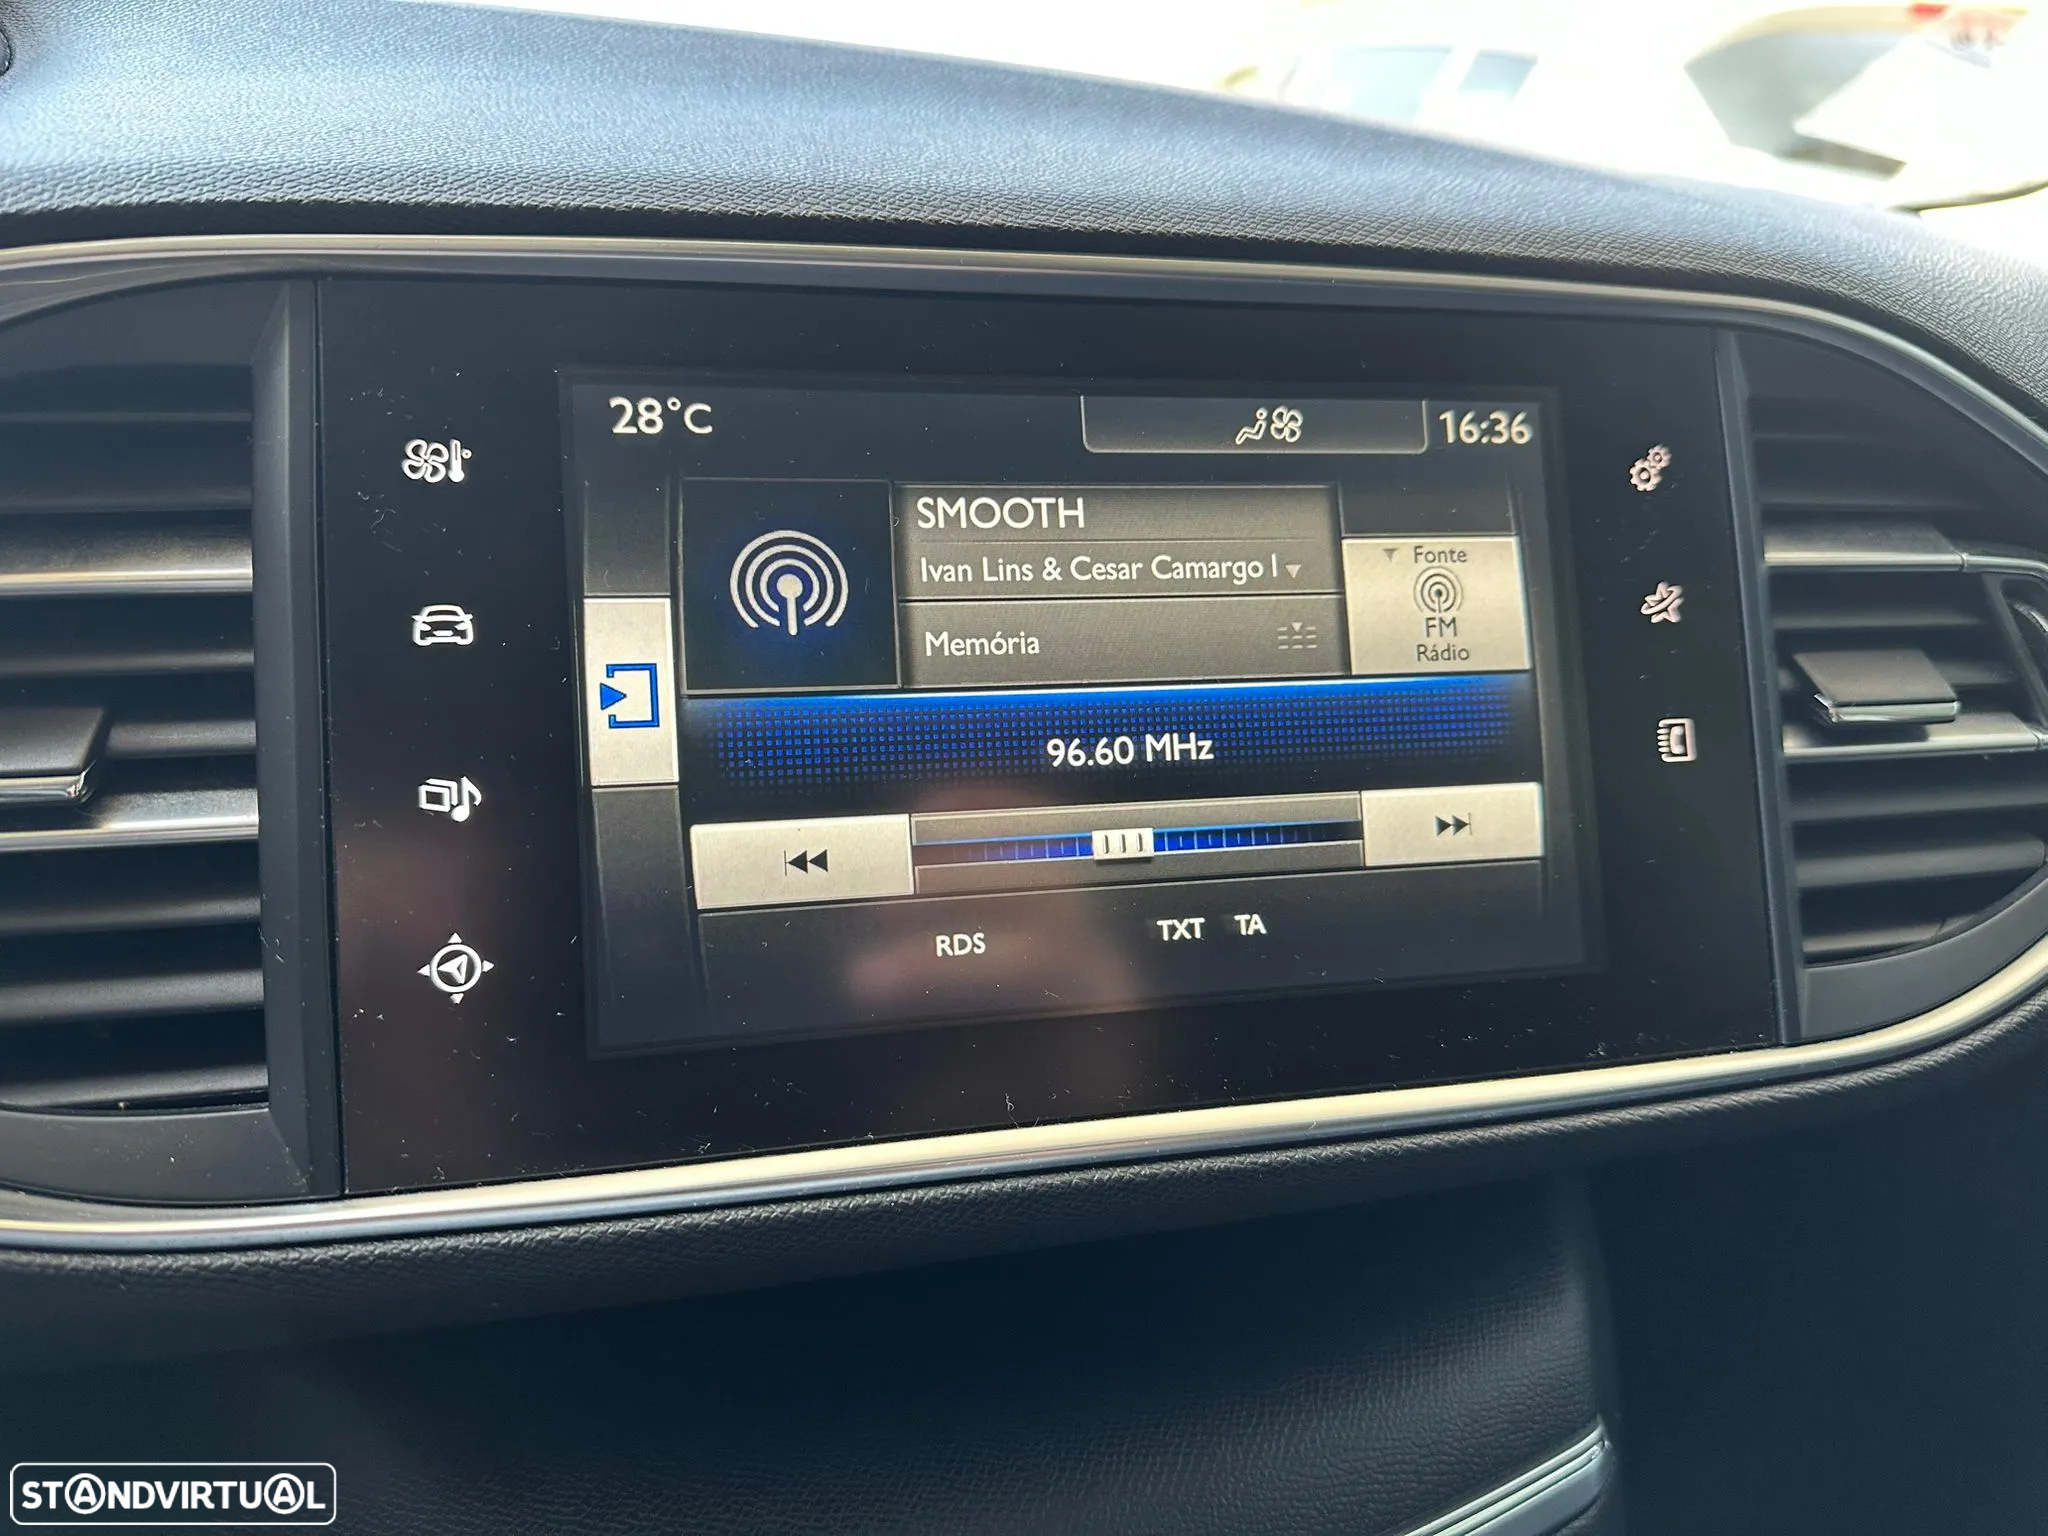 28°C
16:36
SMOOTH
Ivan Lins & Cesar Camargo
Fonte
FM
Rádio
Memória
96.60 MHz
RDS TXT TA
STANDVIRTUAL